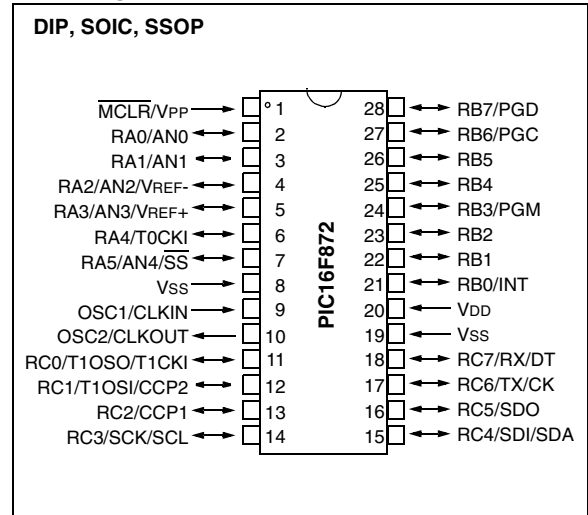 DIP, SOIC, SSOP
MCLR/VPP 1 28 RB7/PGD
RA0/AN0 2 27 RB6/PGC
RA1/AN1 3 26 RB5
RA2/AN2/VREF- 4 25 RB4
RA3/AN3/VREF+ 5 24 RB3/PGM
RA4/T0CKI 6 23 RB2
RA5/AN4/SS 7 22 RB1
VSS 8 21 RB0/INT
OSC1/CLKIN 9 20 VDD
OSC2/CLKOUT 10 19 VSS
RC0/T1OSO/T1CKI 11 18 RC7/RX/DT
RC1/T1OSI/CCP2 12 17 RC6/TX/CK
RC2/CCP1 13 16 RC5/SDO
RC3/SCK/SCL 14 15 RC4/SDI/SDA
PIC16F872